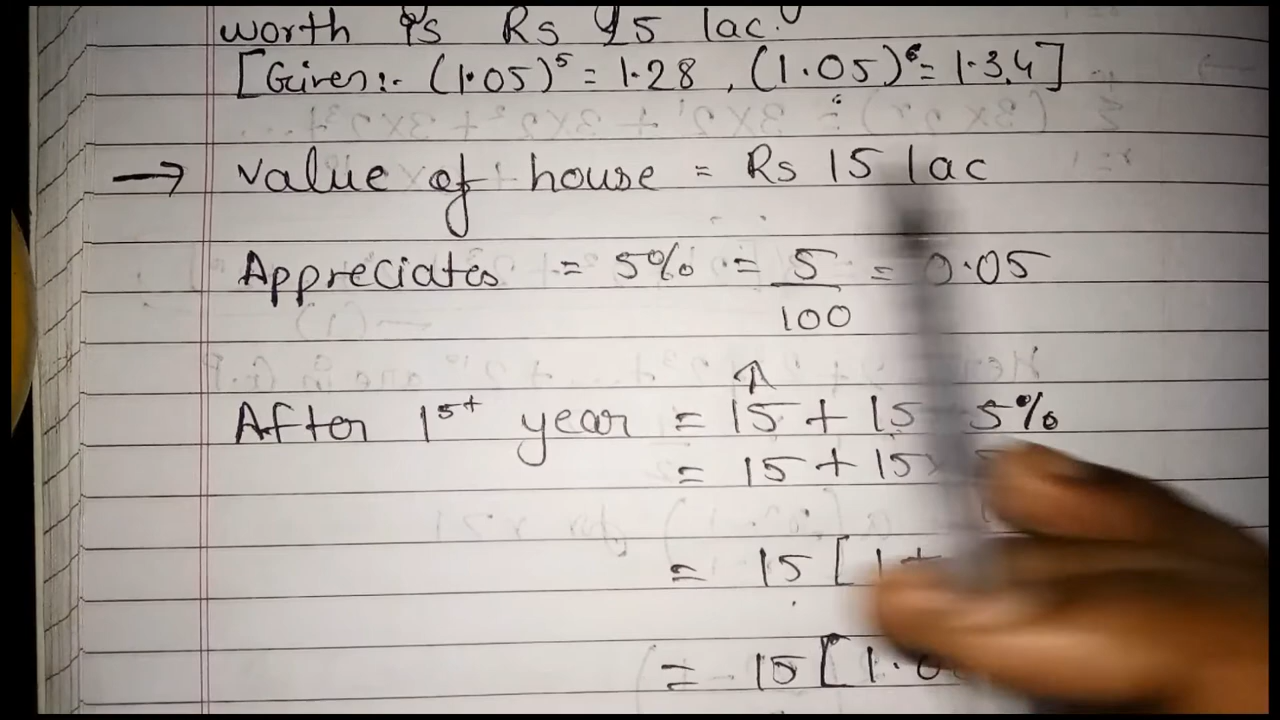 worth is Rs 15 lac.
[Given:- (1.05)⁵ = 1.28 , (1.05)⁶ = 1.34]
→ Value of house = Rs 15 lac
Appreciates = 5% = 5/100 = 0.05
After 1st year = 15 + 15 5%
= 15 + 15 ×
= 15 [ 1 +
= 15 [ 1.0